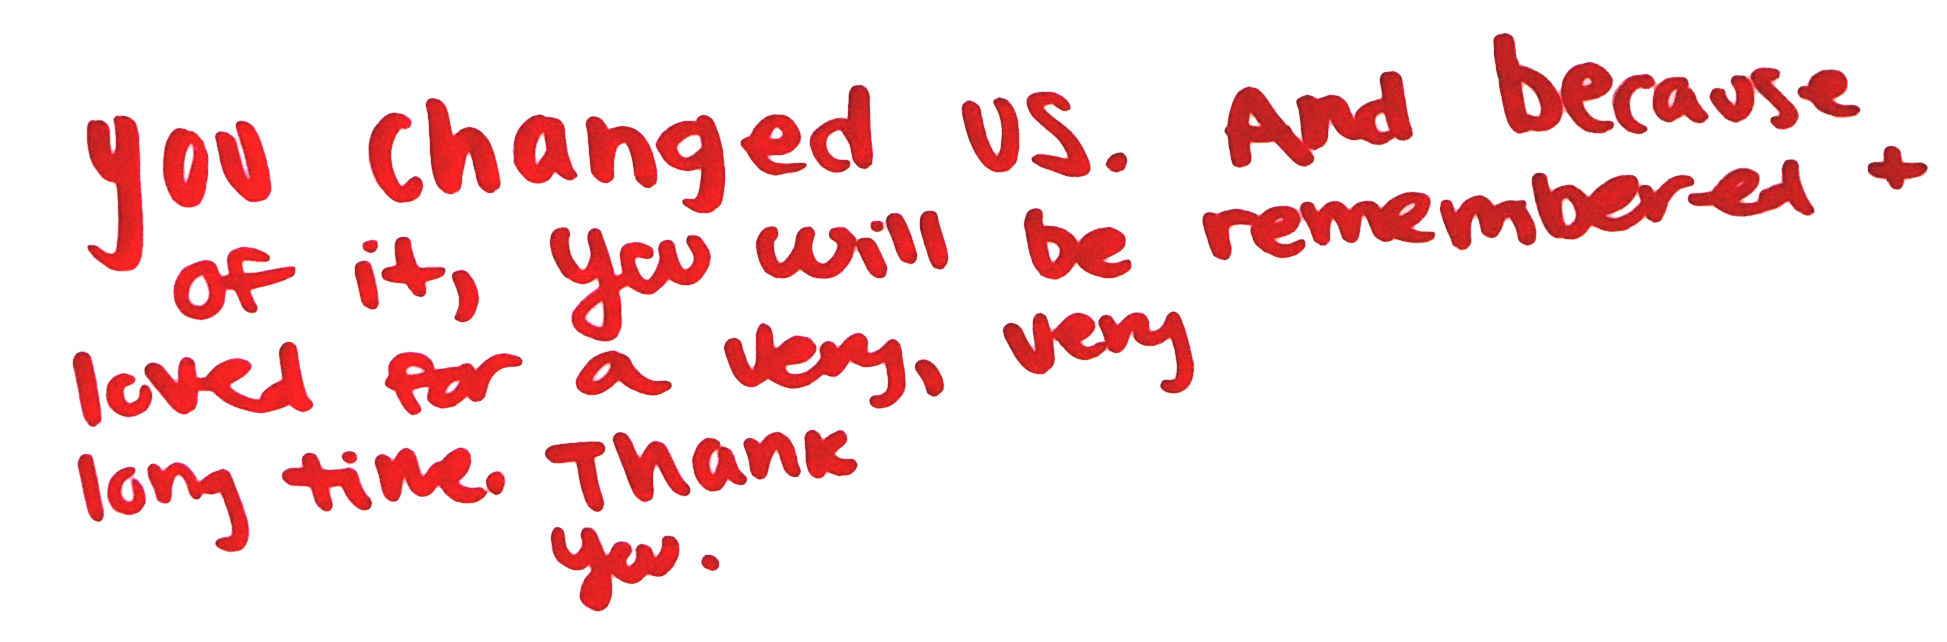 you changed us. And because
of it, you will be remembered +
loved for a very, very
long time. Thank
you.